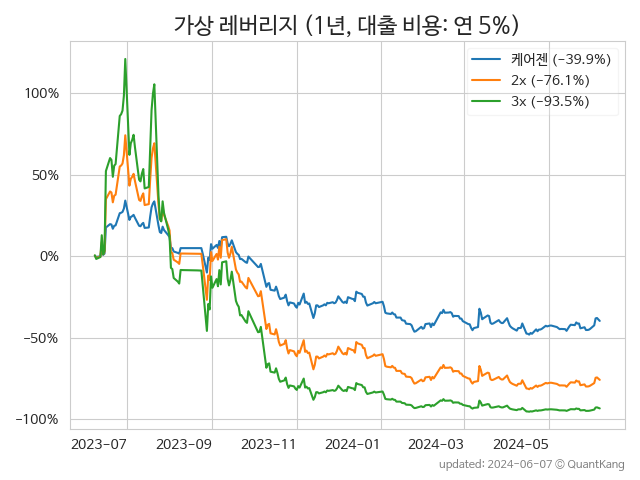 가상 레버리지 (1년, 대출 비용: 연 5%)
케어젠 (−39.9%)
2x (−76.1%)
3x (−93.5%)
100%
50%
0%
−50%
−100%
2023-07 2023-09 2023-11 2024-01 2024-03 2024-05
updated: 2024-06-07 © QuantKang